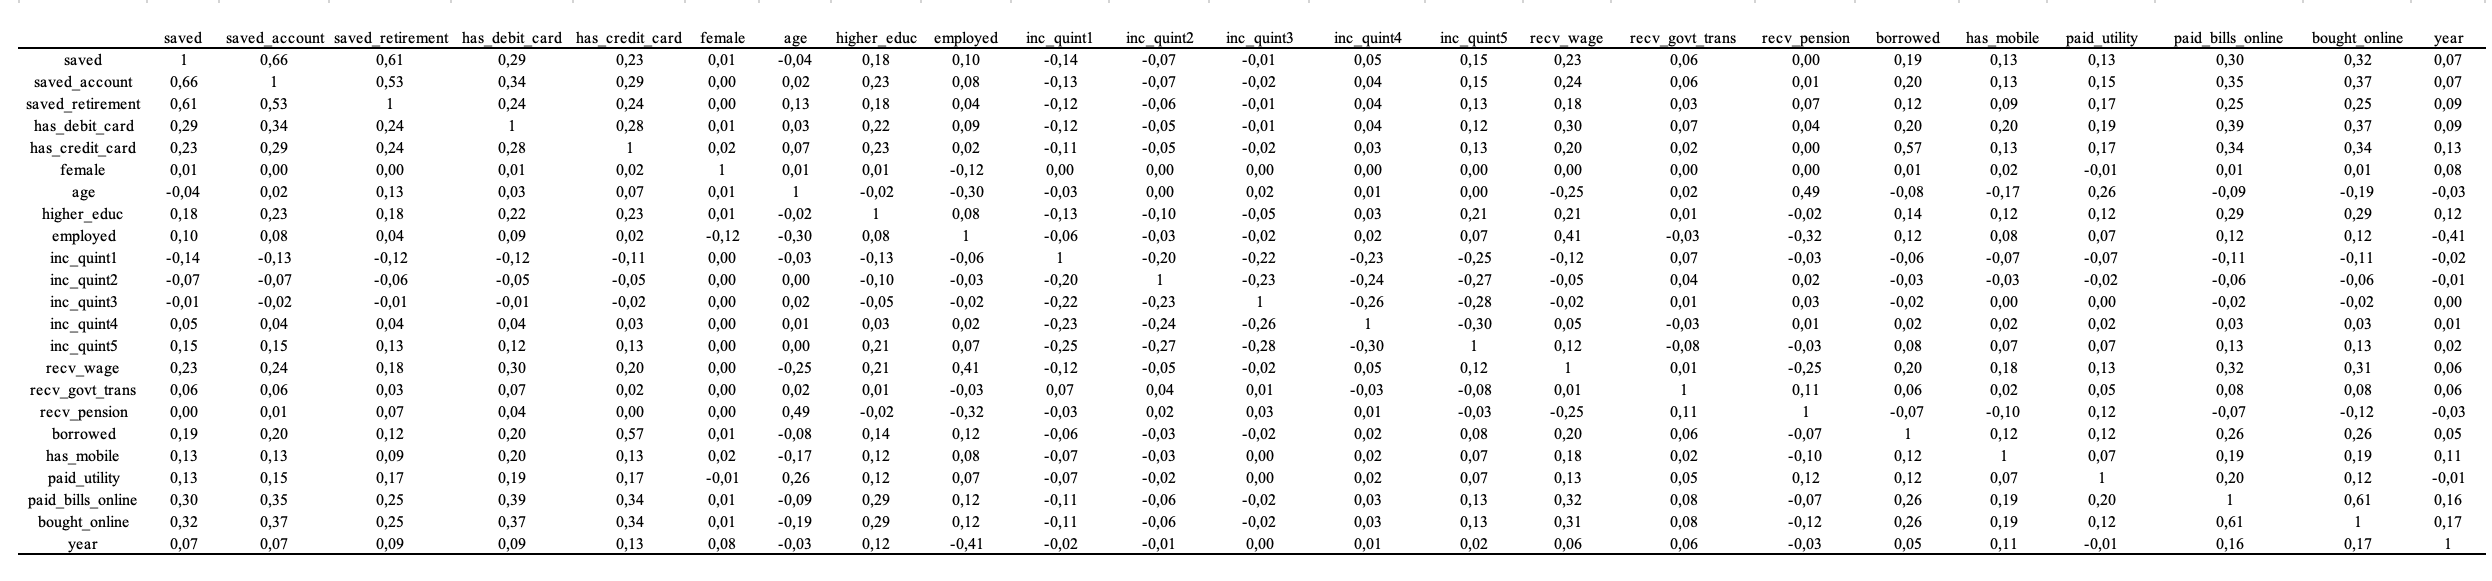 saved saved_account saved_retirement has_debit_card has_credit_card female age higher_educ employed inc_quint1 inc_quint2 inc_quint3 inc_quint4 inc_quint5 recv_wage recv_govt_trans recv_pension borrowed has_mobile paid_utility paid_bills_online bought_online year
saved 1 0,66 0,61 0,29 0,23 0,01 -0,04 0,18 0,10 -0,14 -0,07 -0,01 0,05 0,15 0,23 0,06 0,00 0,19 0,13 0,13 0,30 0,32 0,07
saved_account 0,66 1 0,53 0,34 0,29 0,00 0,02 0,23 0,08 -0,13 -0,07 -0,02 0,04 0,15 0,24 0,06 0,01 0,20 0,13 0,15 0,35 0,37 0,07
saved_retirement 0,61 0,53 1 0,24 0,24 0,00 0,13 0,18 0,04 -0,12 -0,06 -0,01 0,04 0,13 0,18 0,03 0,07 0,12 0,09 0,17 0,25 0,25 0,09
has_debit_card 0,29 0,34 0,24 1 0,28 0,01 0,03 0,22 0,09 -0,12 -0,05 -0,01 0,04 0,12 0,30 0,07 0,04 0,20 0,20 0,19 0,39 0,37 0,09
has_credit_card 0,23 0,29 0,24 0,28 1 0,02 0,07 0,23 0,02 -0,11 -0,05 -0,02 0,03 0,13 0,20 0,02 0,00 0,57 0,13 0,17 0,34 0,34 0,13
female 0,01 0,00 0,00 0,01 0,02 1 0,01 0,01 -0,12 0,00 0,00 0,00 0,00 0,00 0,00 0,00 0,00 0,01 0,02 -0,01 0,01 0,01 0,08
age -0,04 0,02 0,13 0,03 0,07 0,01 1 -0,02 -0,30 -0,03 0,00 0,02 0,01 0,00 -0,25 0,02 0,49 -0,08 -0,17 0,26 -0,09 -0,19 -0,03
higher_educ 0,18 0,23 0,18 0,22 0,23 0,01 -0,02 1 0,08 -0,13 -0,10 -0,05 0,03 0,21 0,21 0,01 -0,02 0,14 0,12 0,12 0,29 0,29 0,12
employed 0,10 0,08 0,04 0,09 0,02 -0,12 -0,30 0,08 1 -0,06 -0,03 -0,02 0,02 0,07 0,41 -0,03 -0,32 0,12 0,08 0,07 0,12 0,12 -0,41
inc_quint1 -0,14 -0,13 -0,12 -0,12 -0,11 0,00 -0,03 -0,13 -0,06 1 -0,20 -0,22 -0,23 -0,25 -0,12 0,07 -0,03 -0,06 -0,07 -0,07 -0,11 -0,11 -0,02
inc_quint2 -0,07 -0,07 -0,06 -0,05 -0,05 0,00 0,00 -0,10 -0,03 -0,20 1 -0,23 -0,24 -0,27 -0,05 0,04 0,02 -0,03 -0,03 -0,02 -0,06 -0,06 -0,01
inc_quint3 -0,01 -0,02 -0,01 -0,01 -0,02 0,00 0,02 -0,05 -0,02 -0,22 -0,23 1 -0,26 -0,28 -0,02 0,01 0,03 -0,02 0,00 0,00 -0,02 -0,02 0,00
inc_quint4 0,05 0,04 0,04 0,04 0,03 0,00 0,01 0,03 0,02 -0,23 -0,24 -0,26 1 -0,30 0,05 -0,03 0,01 0,02 0,02 0,02 0,03 0,03 0,01
inc_quint5 0,15 0,15 0,13 0,12 0,13 0,00 0,00 0,21 0,07 -0,25 -0,27 -0,28 -0,30 1 0,12 -0,08 -0,03 0,08 0,07 0,07 0,13 0,13 0,02
recv_wage 0,23 0,24 0,18 0,30 0,20 0,00 -0,25 0,21 0,41 -0,12 -0,05 -0,02 0,05 0,12 1 0,01 -0,25 0,20 0,18 0,13 0,32 0,31 0,06
recv_govt_trans 0,06 0,06 0,03 0,07 0,02 0,00 0,02 0,01 -0,03 0,07 0,04 0,01 -0,03 -0,08 0,01 1 0,11 0,06 0,02 0,05 0,08 0,08 0,06
recv_pension 0,00 0,01 0,07 0,04 0,00 0,00 0,49 -0,02 -0,32 -0,03 0,02 0,03 0,01 -0,03 -0,25 0,11 1 -0,07 -0,10 0,12 -0,07 -0,12 -0,03
borrowed 0,19 0,20 0,12 0,20 0,57 0,01 -0,08 0,14 0,12 -0,06 -0,03 -0,02 0,02 0,08 0,20 0,06 -0,07 1 0,12 0,12 0,26 0,26 0,05
has_mobile 0,13 0,13 0,09 0,20 0,13 0,02 -0,17 0,12 0,08 -0,07 -0,03 0,00 0,02 0,07 0,18 0,02 -0,10 0,12 1 0,07 0,19 0,19 0,11
paid_utility 0,13 0,15 0,17 0,19 0,17 -0,01 0,26 0,12 0,07 -0,07 -0,02 0,00 0,02 0,07 0,13 0,05 0,12 0,12 0,07 1 0,20 0,12 -0,01
paid_bills_online 0,30 0,35 0,25 0,39 0,34 0,01 -0,09 0,29 0,12 -0,11 -0,06 -0,02 0,03 0,13 0,32 0,08 -0,07 0,26 0,19 0,20 1 0,61 0,16
bought_online 0,32 0,37 0,25 0,37 0,34 0,01 -0,19 0,29 0,12 -0,11 -0,06 -0,02 0,03 0,13 0,31 0,08 -0,12 0,26 0,19 0,12 0,61 1 0,17
year 0,07 0,07 0,09 0,09 0,13 0,08 -0,03 0,12 -0,41 -0,02 -0,01 0,00 0,01 0,02 0,06 0,06 -0,03 0,05 0,11 -0,01 0,16 0,17 1